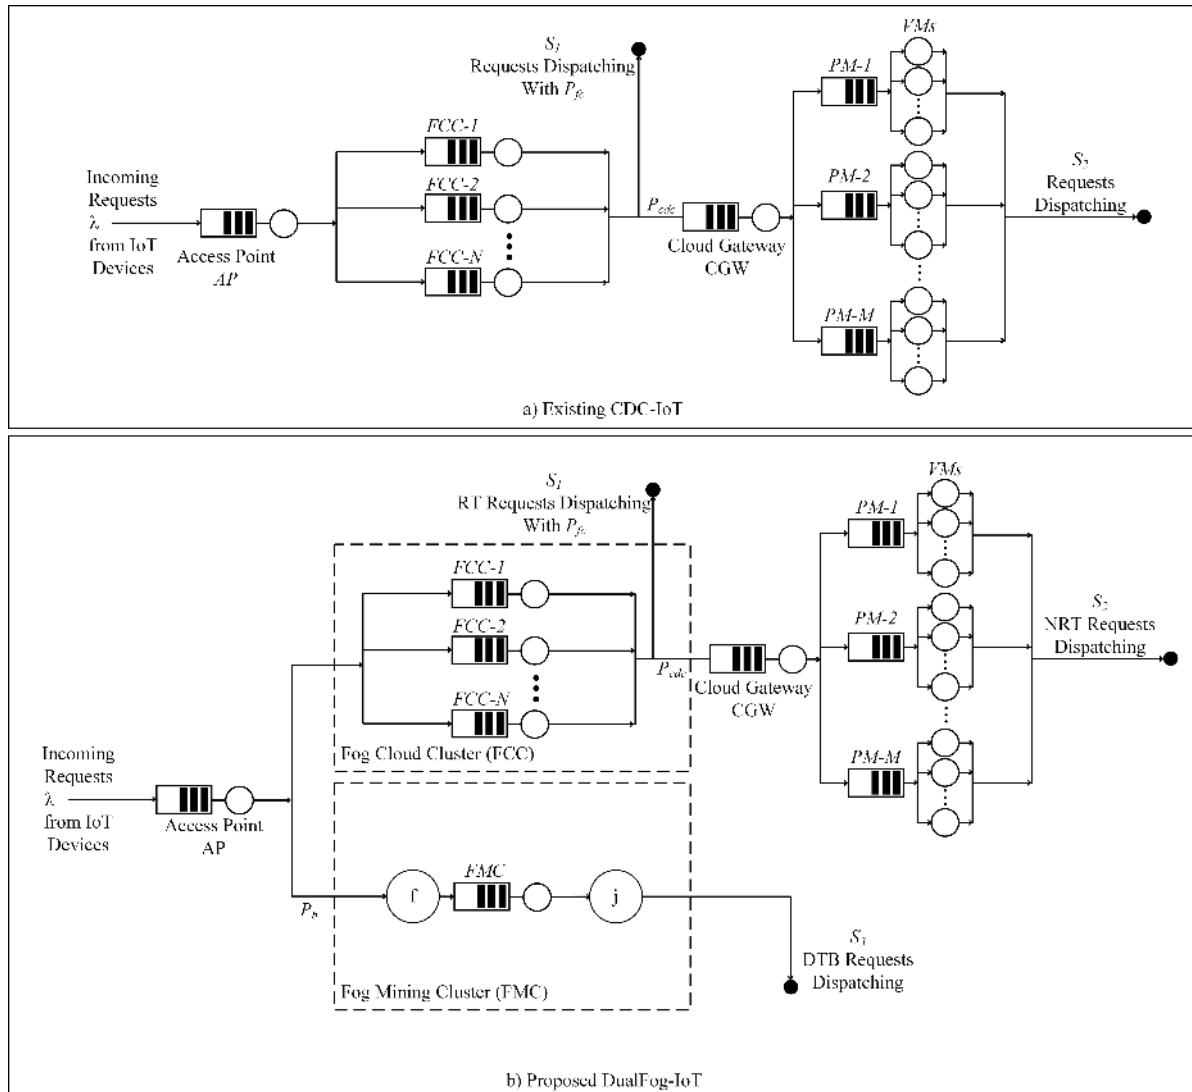 S1
Requests Dispatching
With Pfc
VMs
PM-1
FCC-1
Incoming
Requests
λ
from IoT
Devices
Access Point
AP
FCC-2
FCC-N
Pcdc
Cloud Gateway
CGW
PM-2
PM-M
S2
Requests
Dispatching
a) Existing CDC-IoT
S1
RT Requests Dispatching
With Pfc
VMs
PM-1
FCC-1
FCC-2
FCC-N
Fog Cloud Cluster (FCC)
Pcdc
Cloud Gateway
CGW
PM-2
PM-M
S2
NRT Requests
Dispatching
Incoming
Requests
λ
from IoT
Devices
Access Point
AP
Pb
f
FMC
j
Fog Mining Cluster (FMC)
S3
DTB Requests
Dispatching
b) Proposed DualFog-IoT